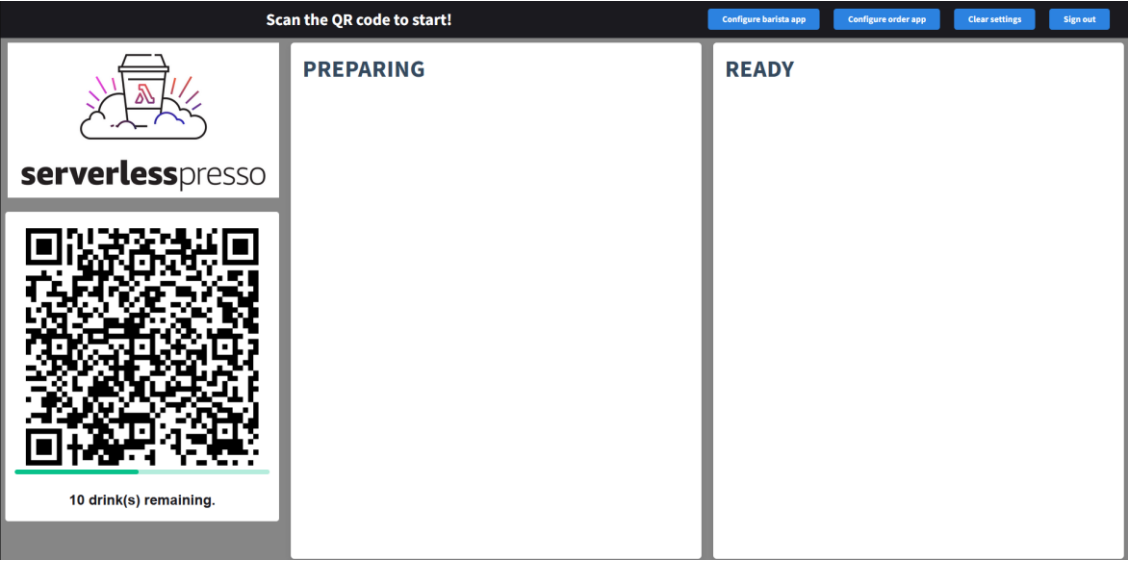 Scan the QR code to start!
Configure barista app
Configure order app
Clear settings
Sign out
serverlesspresso
10 drink(s) remaining.
PREPARING
READY